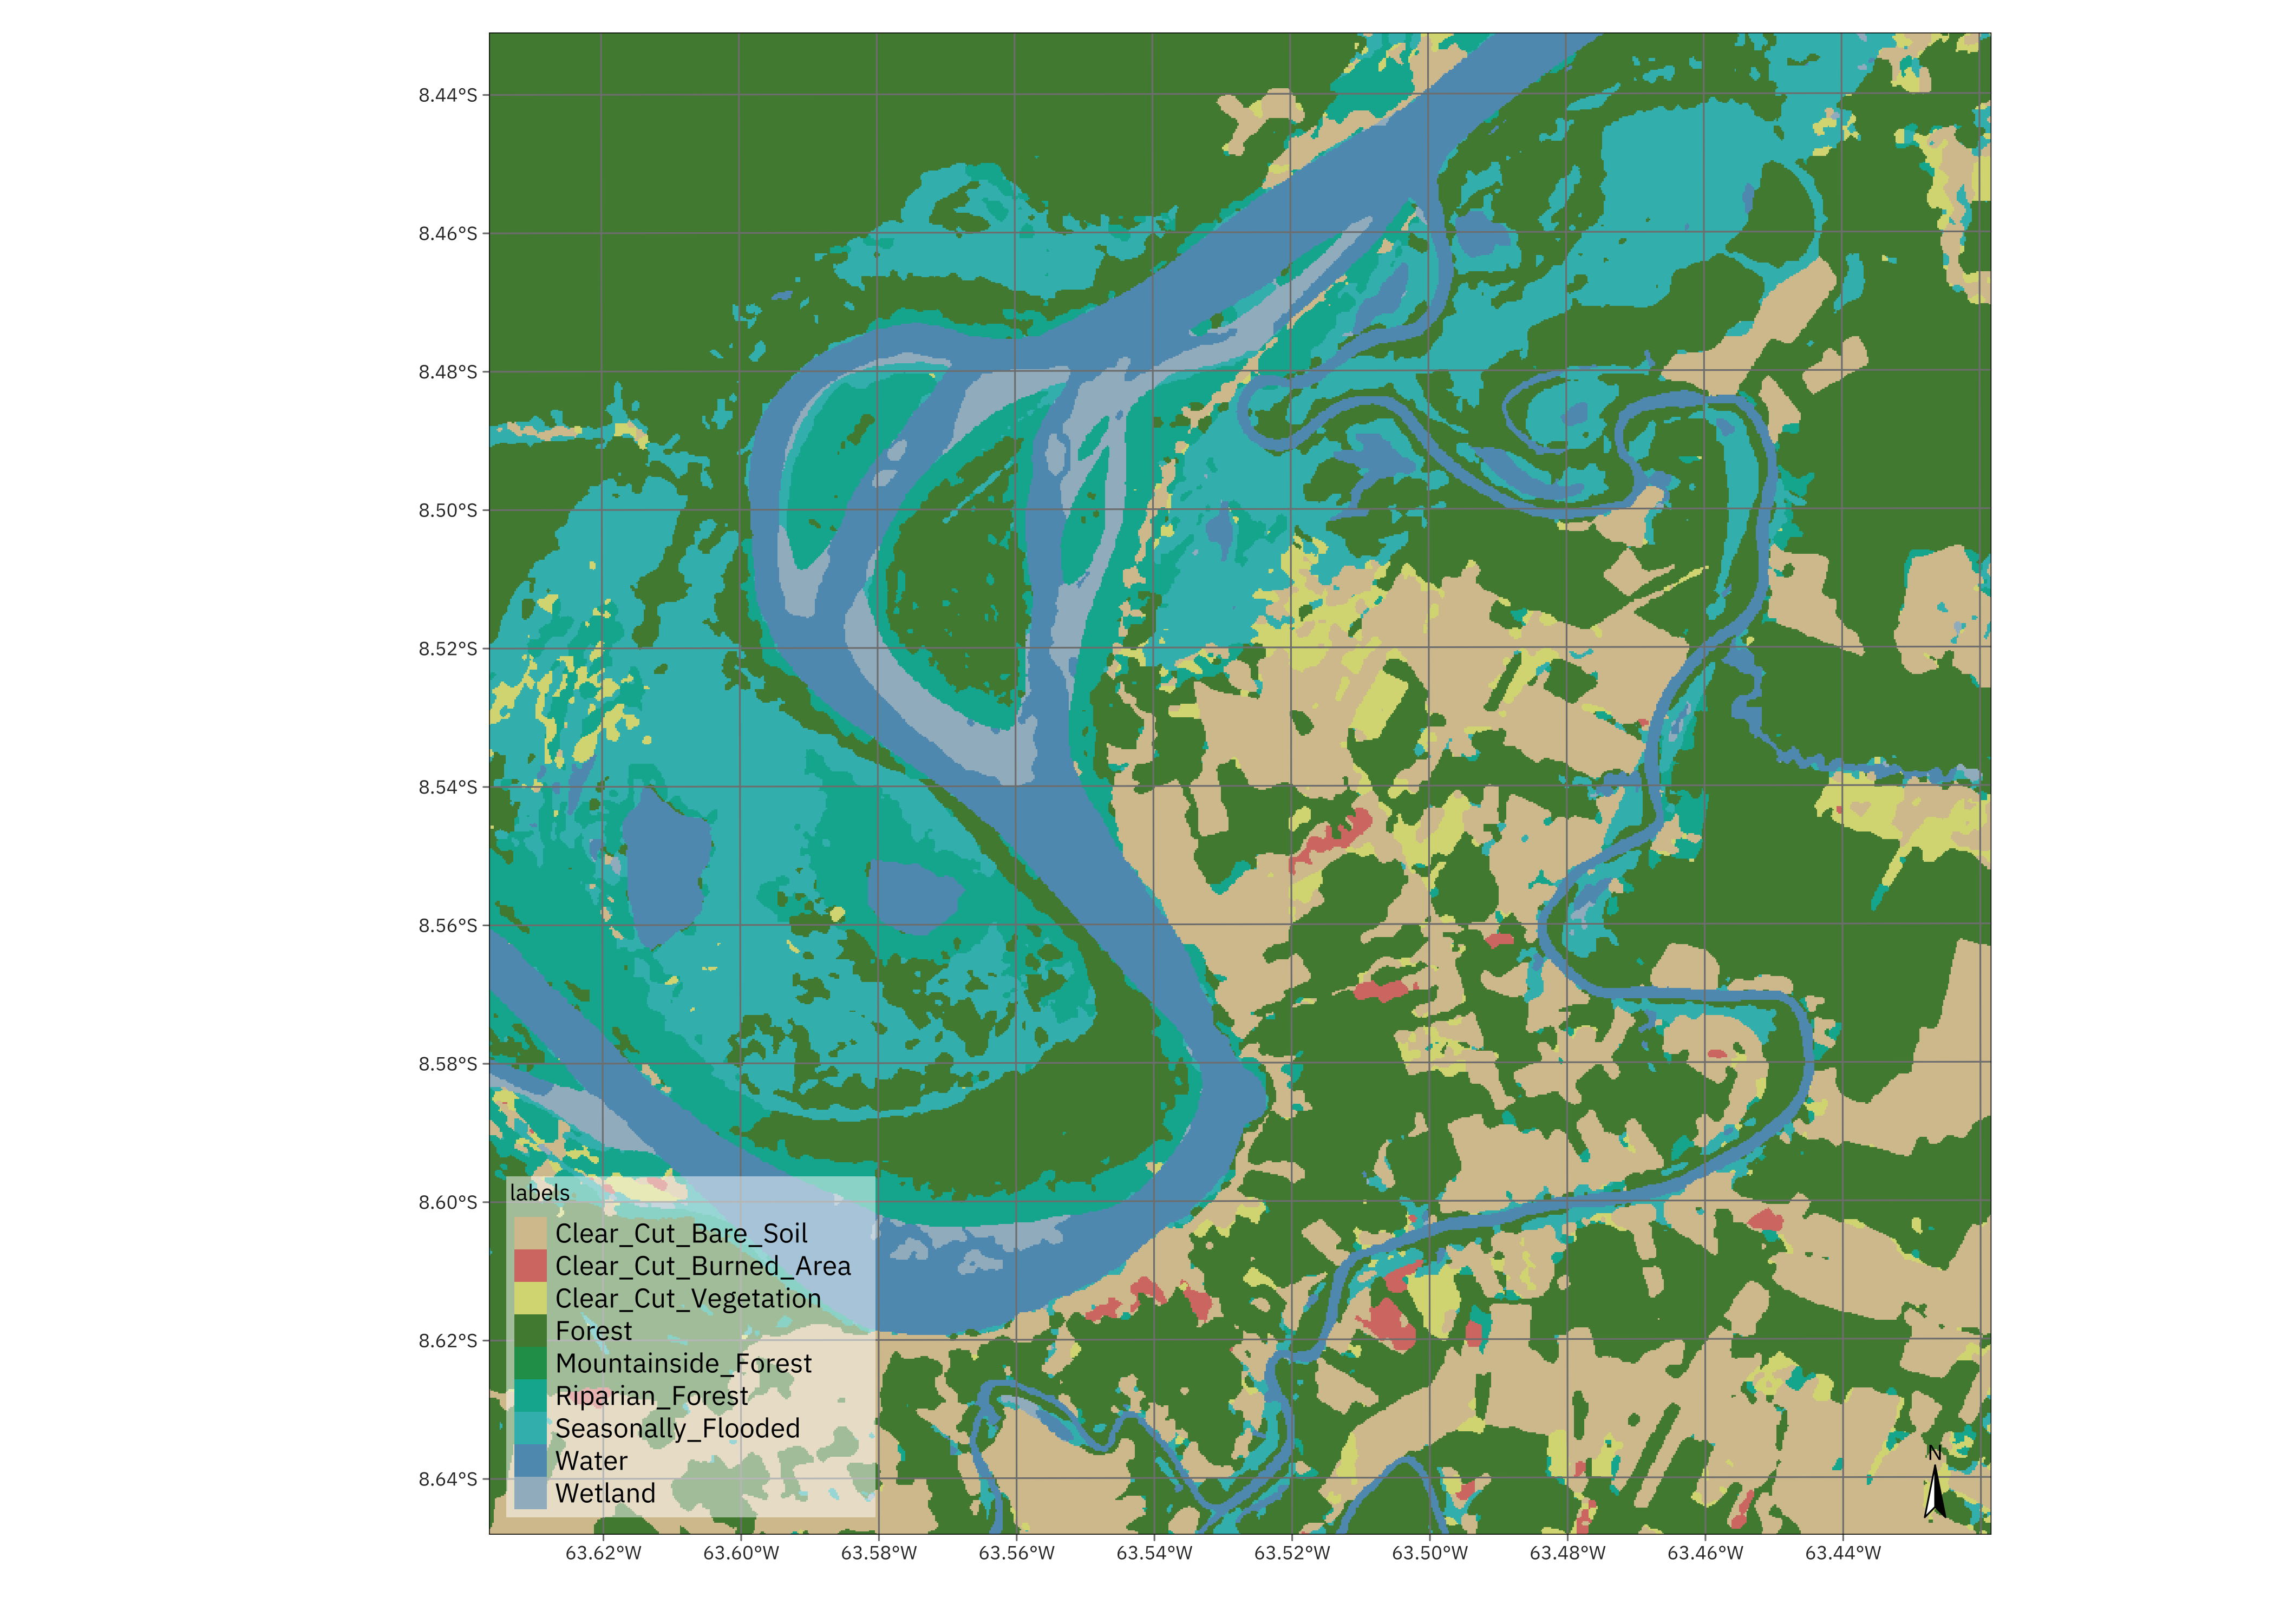 8.44°S
8.46°S
8.48°S
8.50°S
8.52°S
8.54°S
8.56°S
8.58°S
8.60°S
8.62°S
8.64°S
labels
Clear_Cut_Bare_Soil
Clear_Cut_Burned_Area
Clear_Cut_Vegetation
Forest
Mountainside_Forest
Riparian_Forest
Seasonally_Flooded
Water
Wetland
N
63.62°W 63.60°W 63.58°W 63.56°W 63.54°W 63.52°W 63.50°W 63.48°W 63.46°W 63.44°W